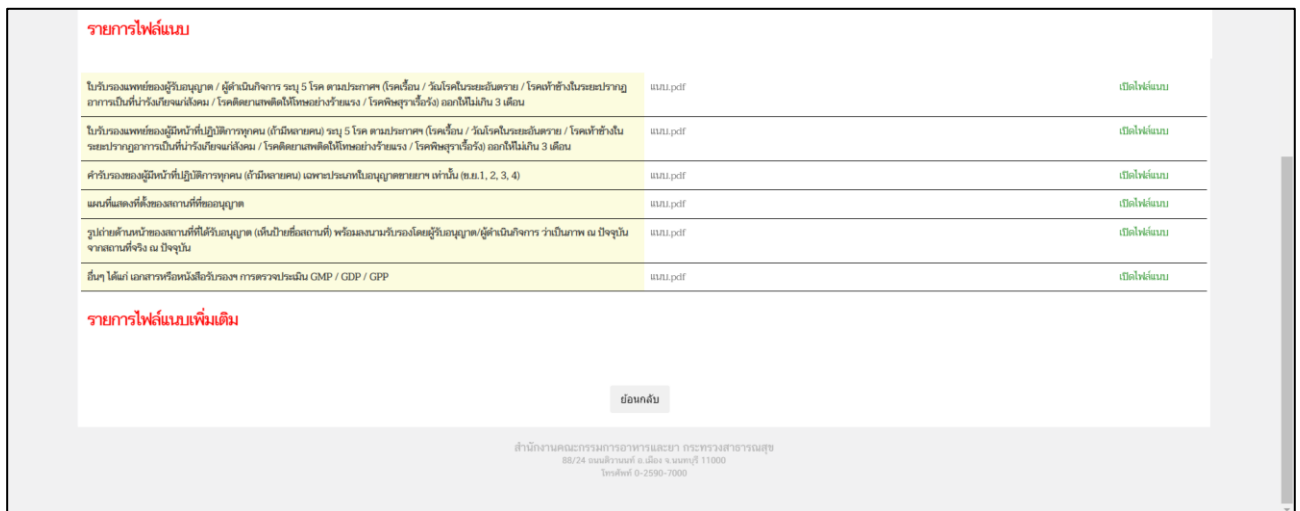 รายการไฟล์แนบ
ใบรับรองแพทย์ของผู้รับอนุญาต / ผู้ดำเนินกิจการ ระบุ 5 โรค ตามประกาศฯ (โรคเรื้อน / วัณโรคในระยะอันตราย / โรคเท้าช้างในระยะปรากฏ แนบ.pdf เปิดไฟล์แนบ
อาการเป็นที่น่ารังเกียจแก่สังคม / โรคติดยาเสพติดให้โทษอย่างร้ายแรง / โรคพิษสุราเรื้อรัง) ออกให้ไม่เกิน 3 เดือน
ใบรับรองแพทย์ของผู้มีหน้าที่ปฏิบัติการทุกคน (ถ้ามีหลายคน) ระบุ 5 โรค ตามประกาศฯ (โรคเรื้อน / วัณโรคในระยะอันตราย / โรคเท้าช้างใน แนบ.pdf เปิดไฟล์แนบ
ระยะปรากฏอาการเป็นที่น่ารังเกียจแก่สังคม / โรคติดยาเสพติดให้โทษอย่างร้ายแรง / โรคพิษสุราเรื้อรัง) ออกให้ไม่เกิน 3 เดือน
คำรับรองของผู้มีหน้าที่ปฏิบัติการทุกคน (ถ้ามีหลายคน) เฉพาะประเภทใบอนุญาตขายยาฯ เท่านั้น (ข.ย.1, 2, 3, 4) แนบ.pdf เปิดไฟล์แนบ
แผนที่แสดงที่ตั้งของสถานที่ที่ขออนุญาต แนบ.pdf เปิดไฟล์แนบ
รูปถ่ายด้านหน้าของสถานที่ที่ได้รับอนุญาต (เห็นป้ายชื่อสถานที่) พร้อมลงนามรับรองโดยผู้รับอนุญาต/ผู้ดำเนินกิจการ ว่าเป็นภาพ ณ ปัจจุบัน แนบ.pdf เปิดไฟล์แนบ
จากสถานที่จริง ณ ปัจจุบัน
อื่นๆ ได้แก่ เอกสารหรือหนังสือรับรองฯ การตรวจประเมิน GMP / GDP / GPP แนบ.pdf เปิดไฟล์แนบ
รายการไฟล์แนบเพิ่มเติม
ย้อนกลับ
สำนักงานคณะกรรมการอาหารและยา กระทรวงสาธารณสุข
88/24 ถนนติวานนท์ อ.เมือง จ.นนทบุรี 11000
โทรศัพท์ 0-2590-7000